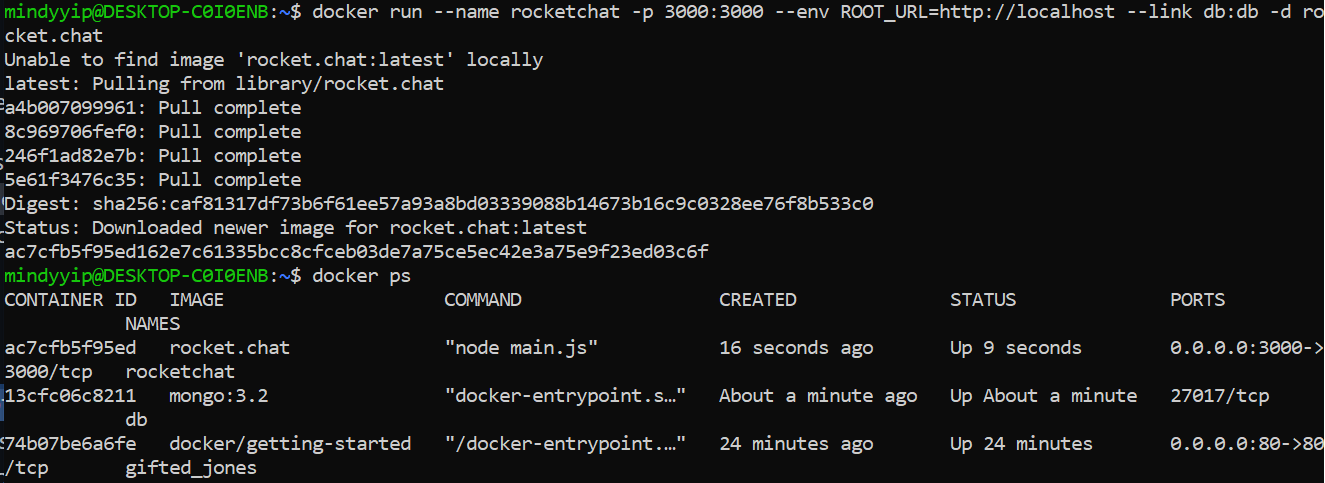 mindyyip@DESKTOP-C0I0ENB:~$ docker run --name rocketchat -p 3000:3000 --env ROOT_URL=http://localhost --link db:db -d ro
cket.chat
Unable to find image 'rocket.chat:latest' locally
latest: Pulling from library/rocket.chat
a4b007099961: Pull complete
8c969706fef0: Pull complete
246f1ad82e7b: Pull complete
5e61f3476c35: Pull complete
Digest: sha256:caf81317df73b6f61ee57a93a8bd03339088b14673b16c9c0328ee76f8b533c0
Status: Downloaded newer image for rocket.chat:latest
ac7cfb5f95ed162e7c61335bcc8cfceb03de7a75ce5ec42e3a75e9f23ed03c6f
mindyyip@DESKTOP-C0I0ENB:~$ docker ps
CONTAINER ID   IMAGE                    COMMAND                  CREATED              STATUS              PORTS
          NAMES
ac7cfb5f95ed   rocket.chat              "node main.js"           16 seconds ago       Up 9 seconds        0.0.0.0:3000->
3000/tcp   rocketchat
13cfc06c8211   mongo:3.2                "docker-entrypoint.s…"   About a minute ago   Up About a minute   27017/tcp
          db
74b07be6a6fe   docker/getting-started   "/docker-entrypoint.…"   24 minutes ago       Up 24 minutes       0.0.0.0:80->80
/tcp       gifted_jones